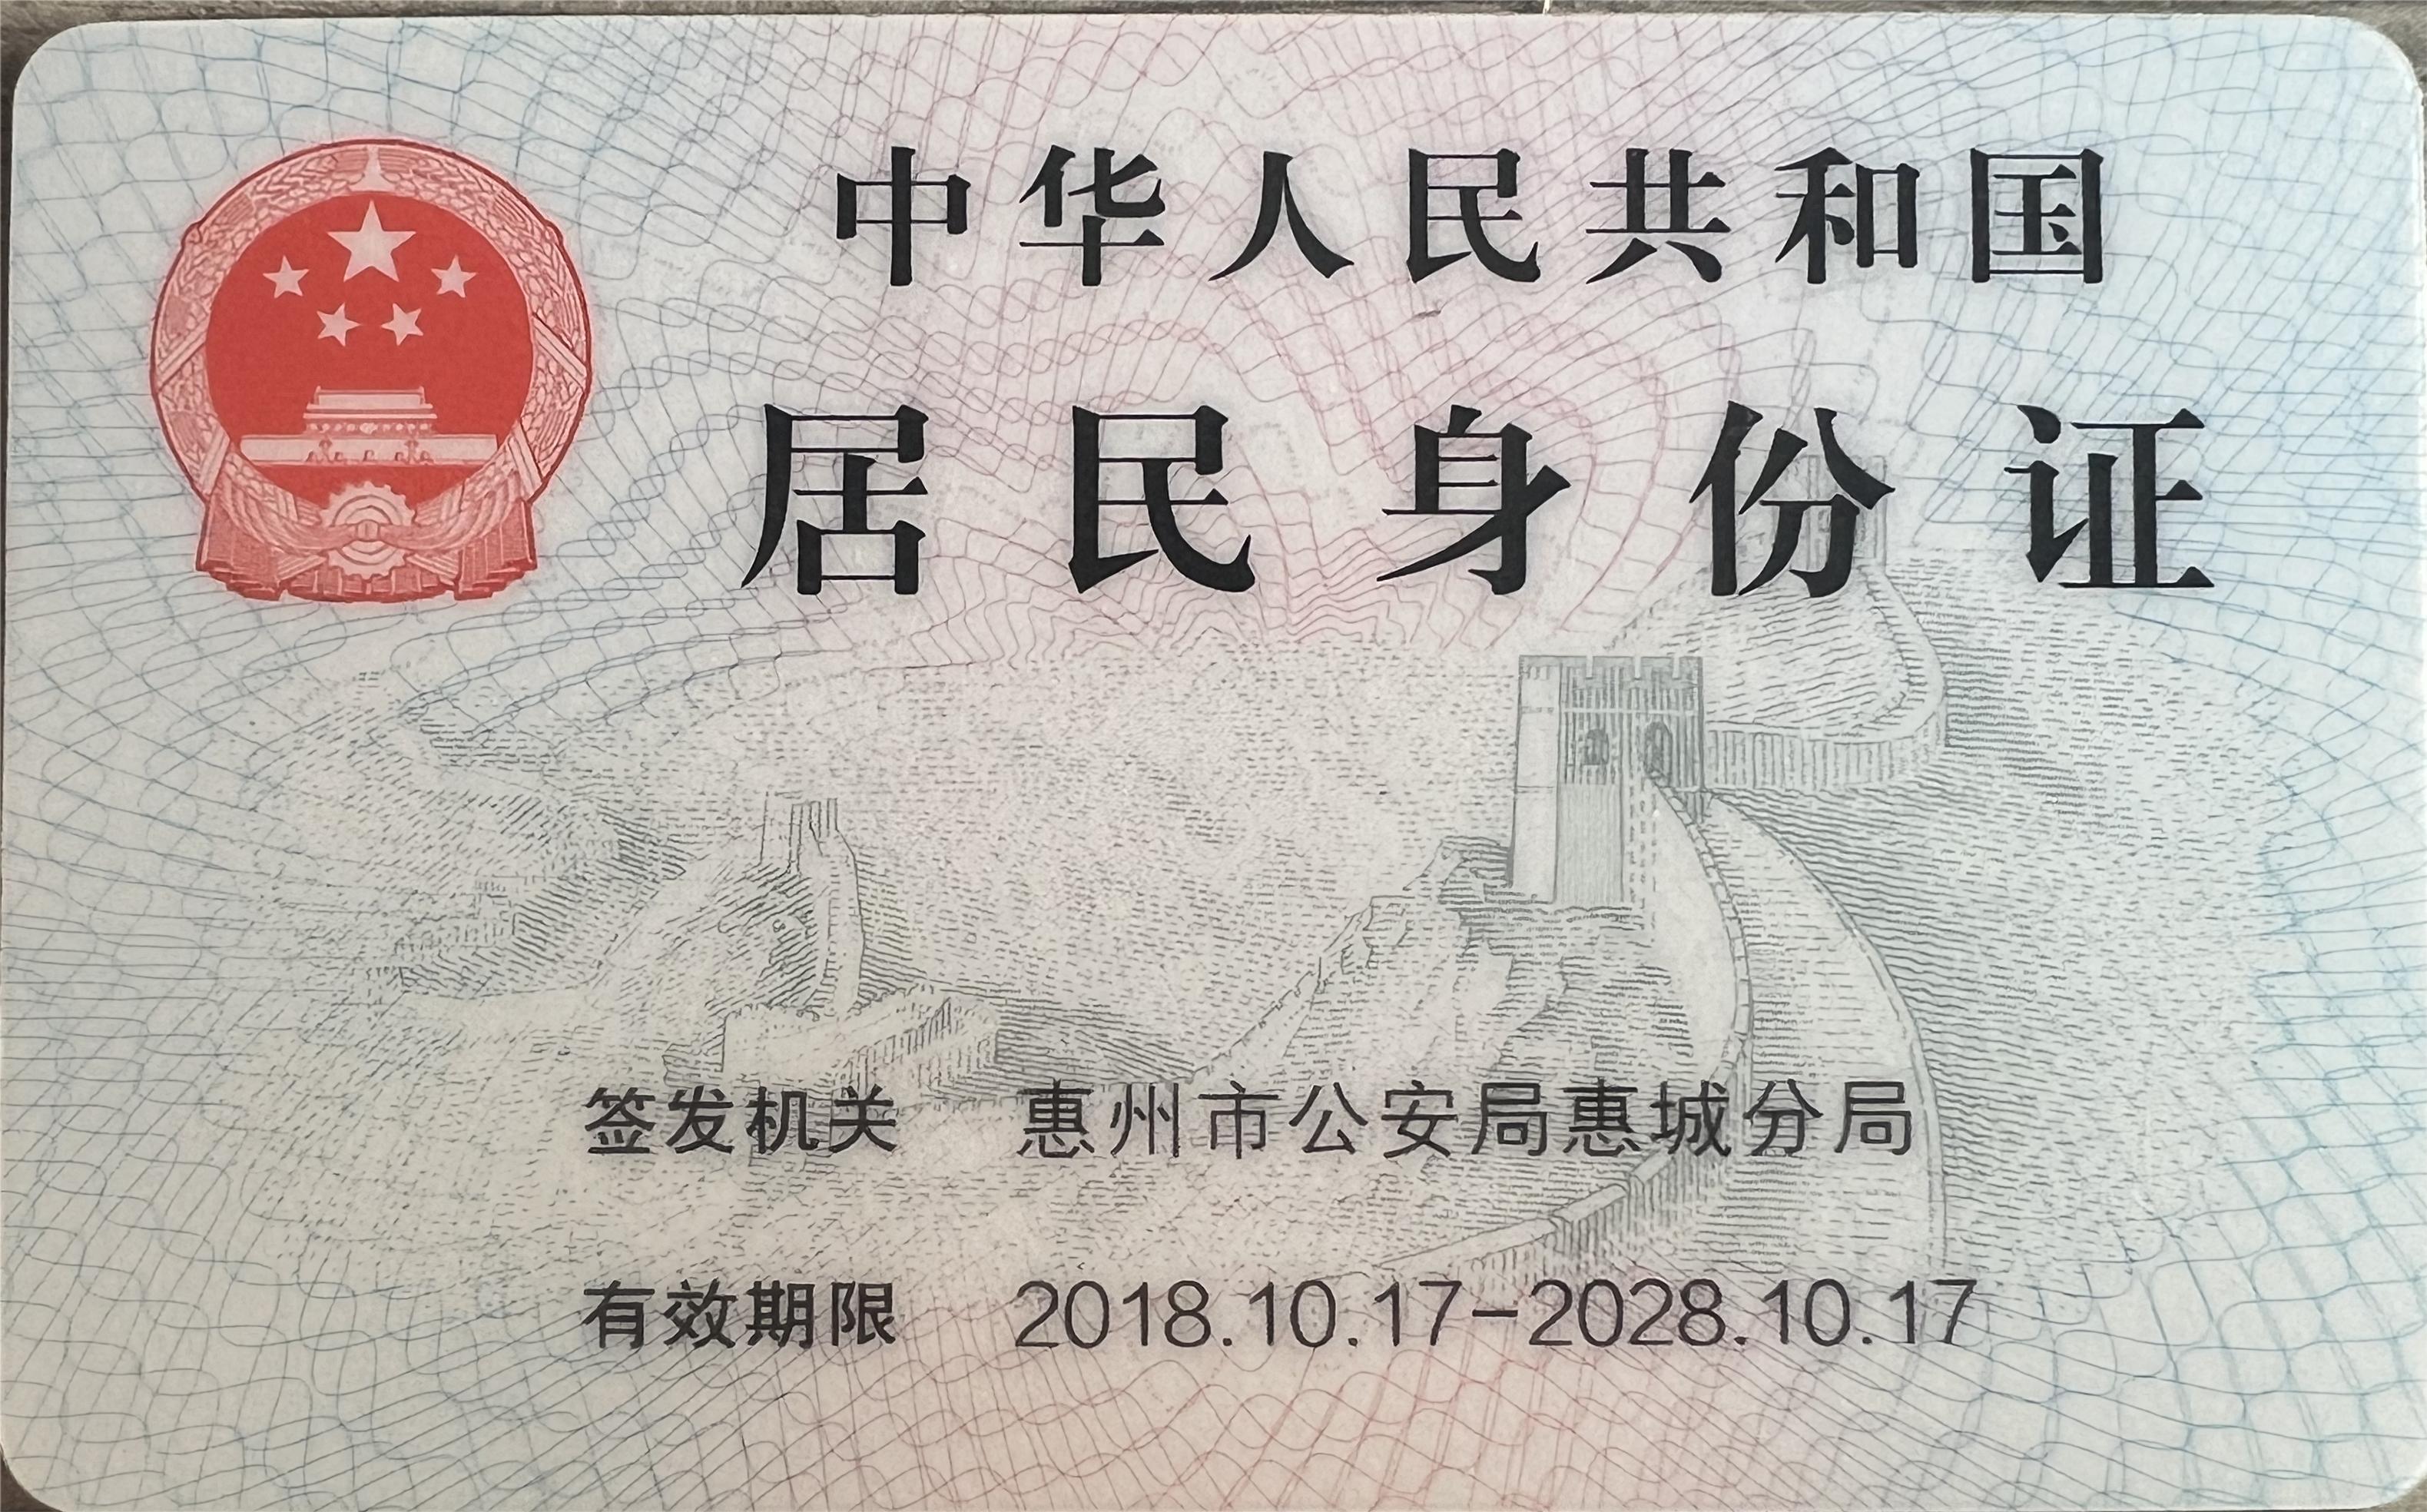 中华人民共和国
居民身份证
签发机关 惠州市公安局惠城分局
有效期限 2018.10.17-2028.10.17